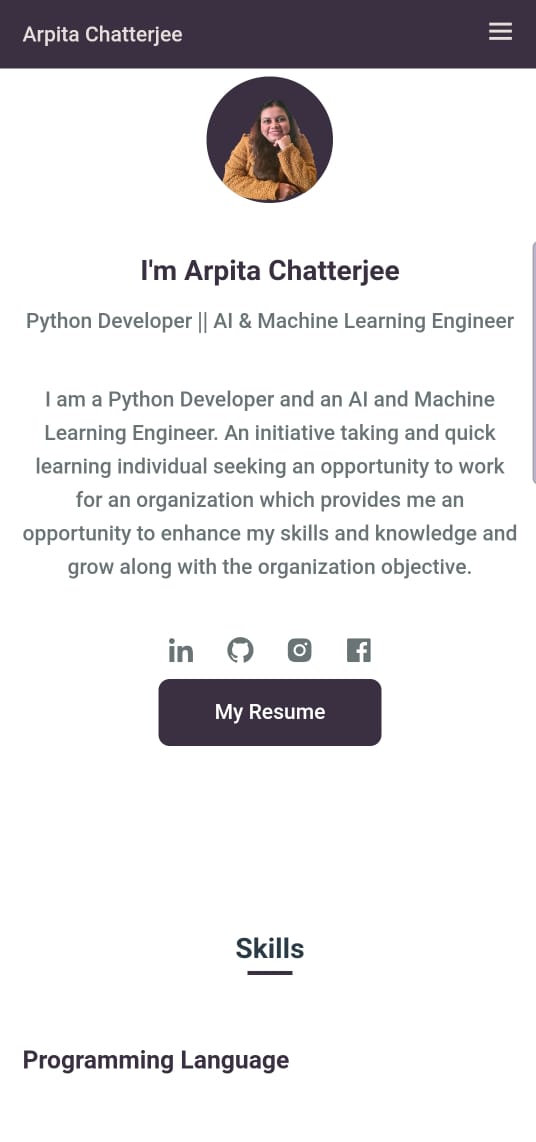 Arpita Chatterjee
I'm Arpita Chatterjee
Python Developer || AI & Machine Learning Engineer
I am a Python Developer and an AI and Machine
Learning Engineer. An initiative taking and quick
learning individual seeking an opportunity to work
for an organization which provides me an
opportunity to enhance my skills and knowledge and
grow along with the organization objective.
in
My Resume
Skills
Programming Language